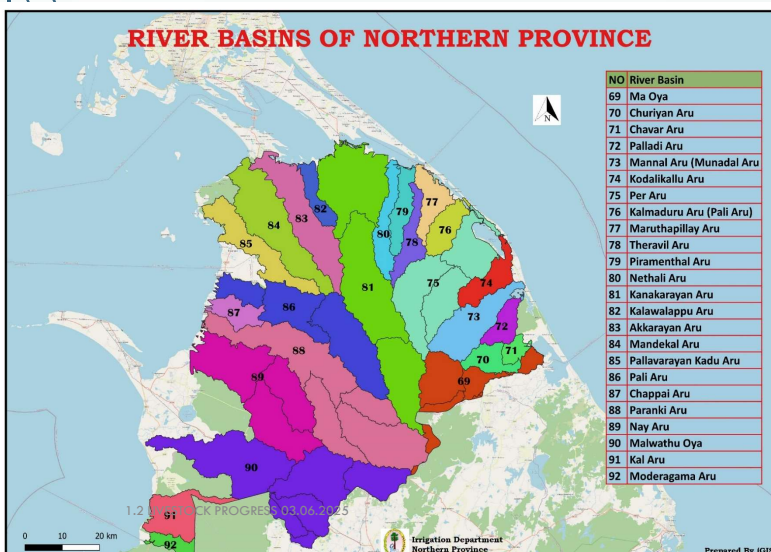 RIVER BASINS OF NORTHERN PROVINCE
N
NO River Basin
69 Ma Oya
70 Churiyan Aru
71 Chavar Aru
72 Palladi Aru
73 Mannal Aru (Munadal Aru
74 Kodalikallu Aru
75 Per Aru
76 Kalmaduru Aru (Pali Aru)
77 Maruthapillay Aru
78 Theravil Aru
79 Piramenthal Aru
80 Nethali Aru
81 Kanakarayan Aru
82 Kalawalappu Aru
83 Akkarayan Aru
84 Mandekal Aru
85 Pallavarayan Kadu Aru
86 Pali Aru
87 Chappai Aru
88 Paranki Aru
89 Nay Aru
90 Malwathu Oya
91 Kal Aru
92 Moderagama Aru
77
82
79
84
83
76
80
78
85
75
74
81
87
86
73
72
88
71
70
89
69
90
1.2 LIVESTOCK PROGRESS 03.06.2025
91
92
0 10 20 km
Irrigation Department
Northern Province